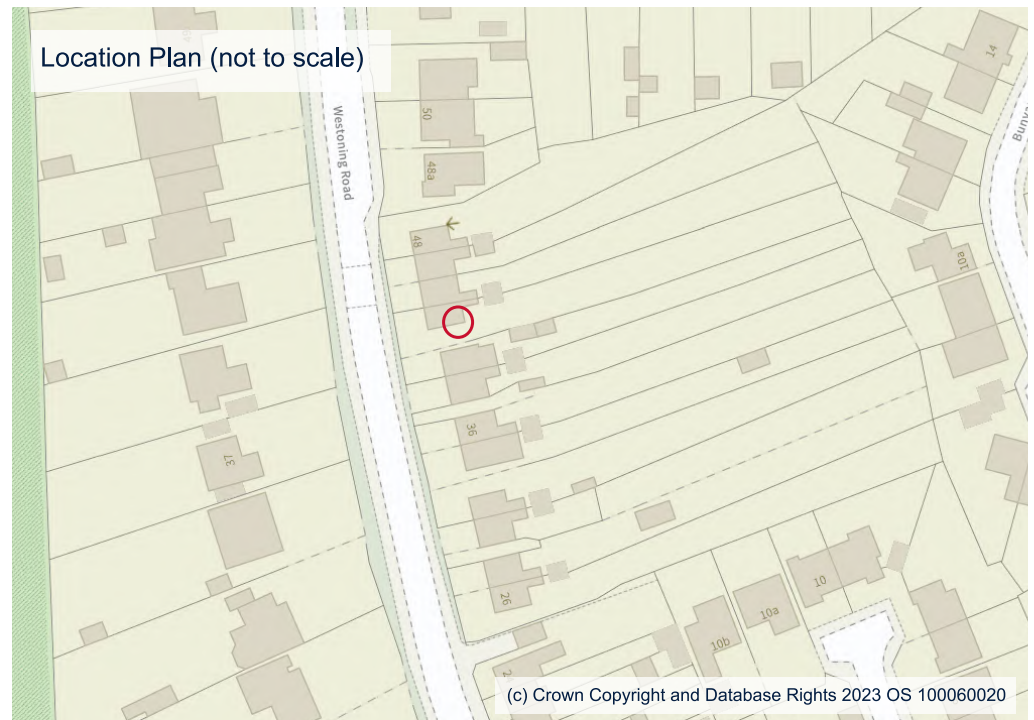 Location Plan (not to scale)
50
48a
Westoning Road
48
14
10a
37
36
26
10
10a
10b
(c) Crown Copyright and Database Rights 2023 OS 100060020